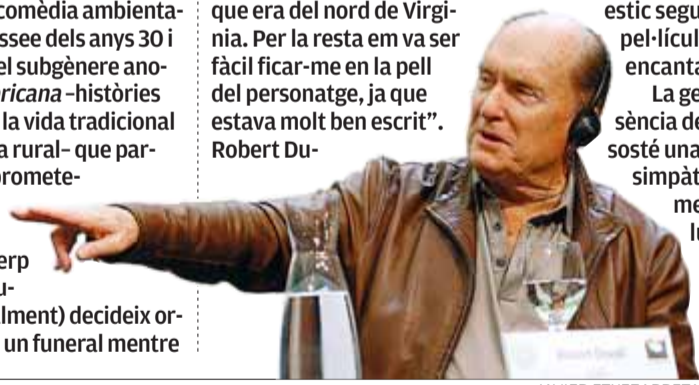 comèdia ambienta-
ssee dels anys 30 i
el subgènere ano-
ricana –històries
la vida tradicional
a rural– que par-
promete-
erp
u-
alment) decideix or-
un funeral mentre
que era del nord de Virgi-
nia. Per la resta em va ser
fàcil ficar-me en la pell
del personatge, ja que
estava molt ben escrit”.
Robert Du-
estic segu
pel·lícul
encanta
La ge
sència de
sosté una
simpàt
me
lu